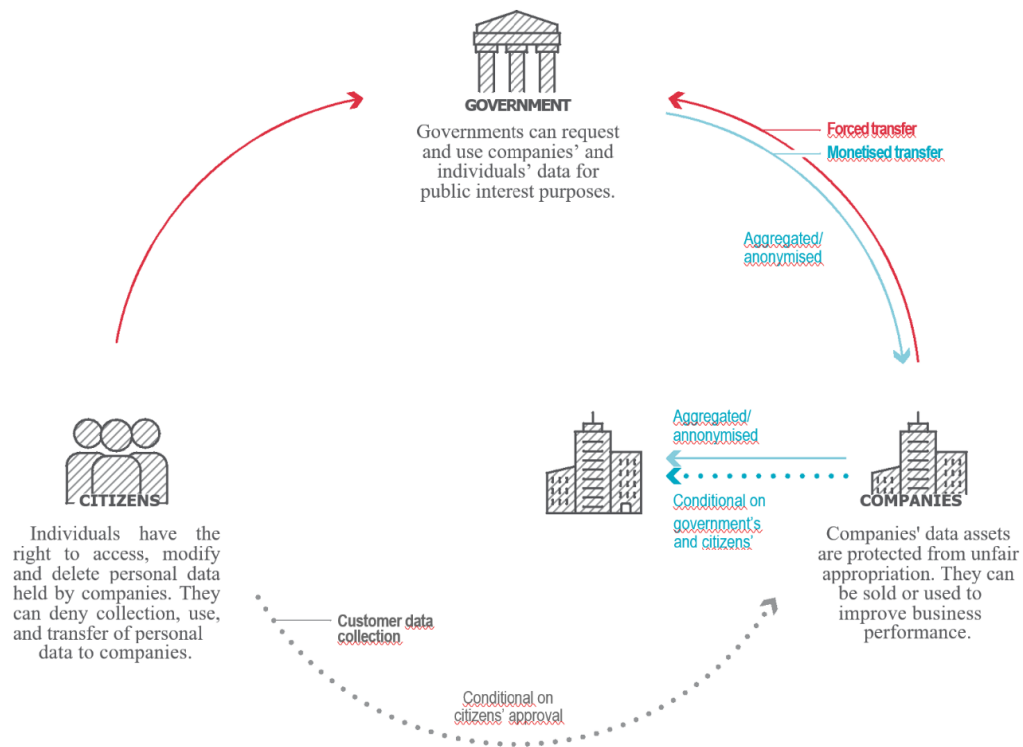 GOVERNMENT
Governments can request
and use companies’ and
individuals’ data for
public interest purposes.
Forced transfer
Monetised transfer
Aggregated/
anonymised
Aggregated/
annonymised
Conditional on
government’s
and citizens’
CITIZENS
Individuals have the
right to access, modify
and delete personal data
held by companies. They
can deny collection, use,
and transfer of personal
data to companies.
COMPANIES
Companies' data assets
are protected from unfair
appropriation. They can
be sold or used to
improve business
performance.
Customer data
collection
Conditional on
citizens’ approval